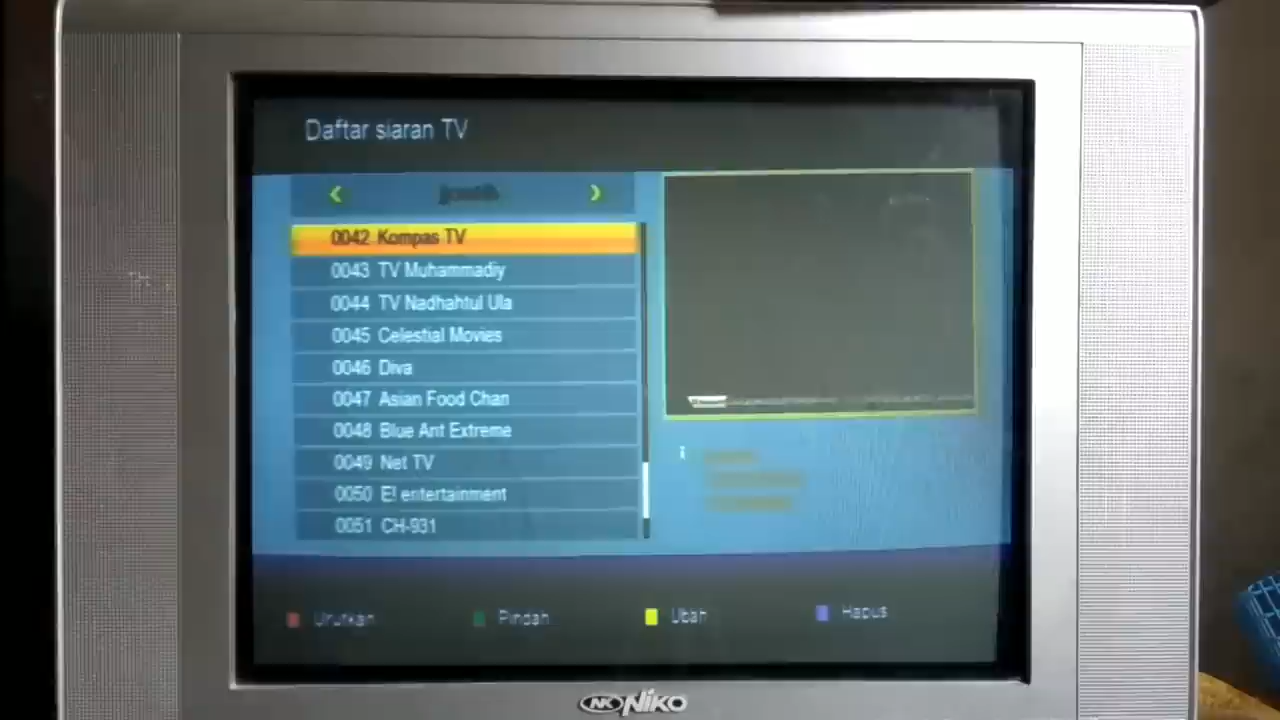 Daftar siaran TV
0042 Kompas TV
0043 TV Muhammadiy
0044 TV Nadhahtul Ula
0045 Celestial Movies
0046 Diva
0047 Asian Food Chan
0048 Blue Ant Extreme
0049 Net TV
0050 E! entertainment
0051 CH-931
Urutkan Pindah Ubah Hapus
NK NIKO